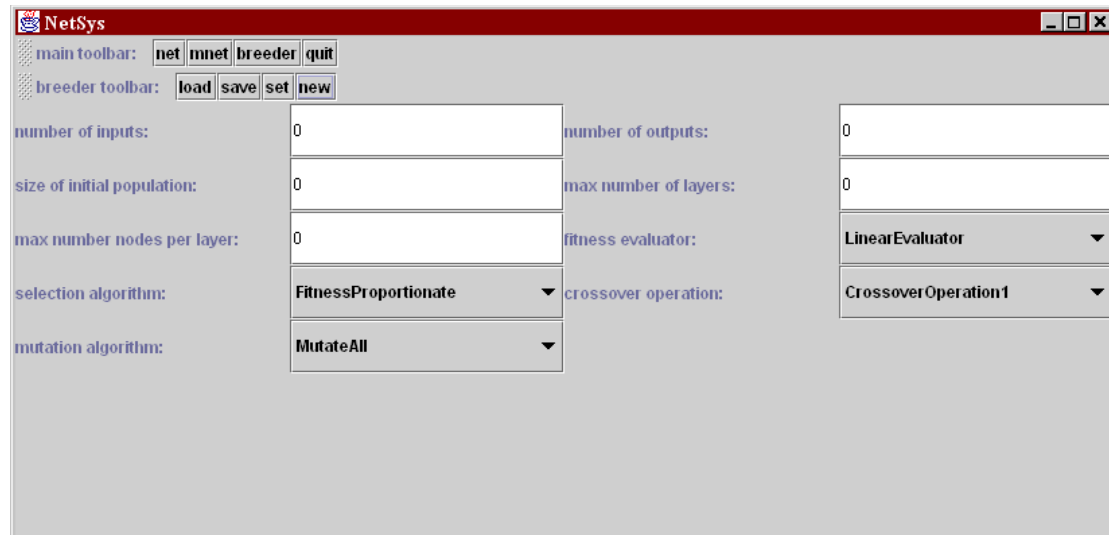 NetSys
main toolbar: net mnet breeder quit
breeder toolbar: load save set new
number of inputs: 0 number of outputs: 0
size of initial population: 0 max number of layers: 0
max number nodes per layer: 0 fitness evaluator: LinearEvaluator
selection algorithm: FitnessProportionate crossover operation: CrossoverOperation1
mutation algorithm: MutateAll